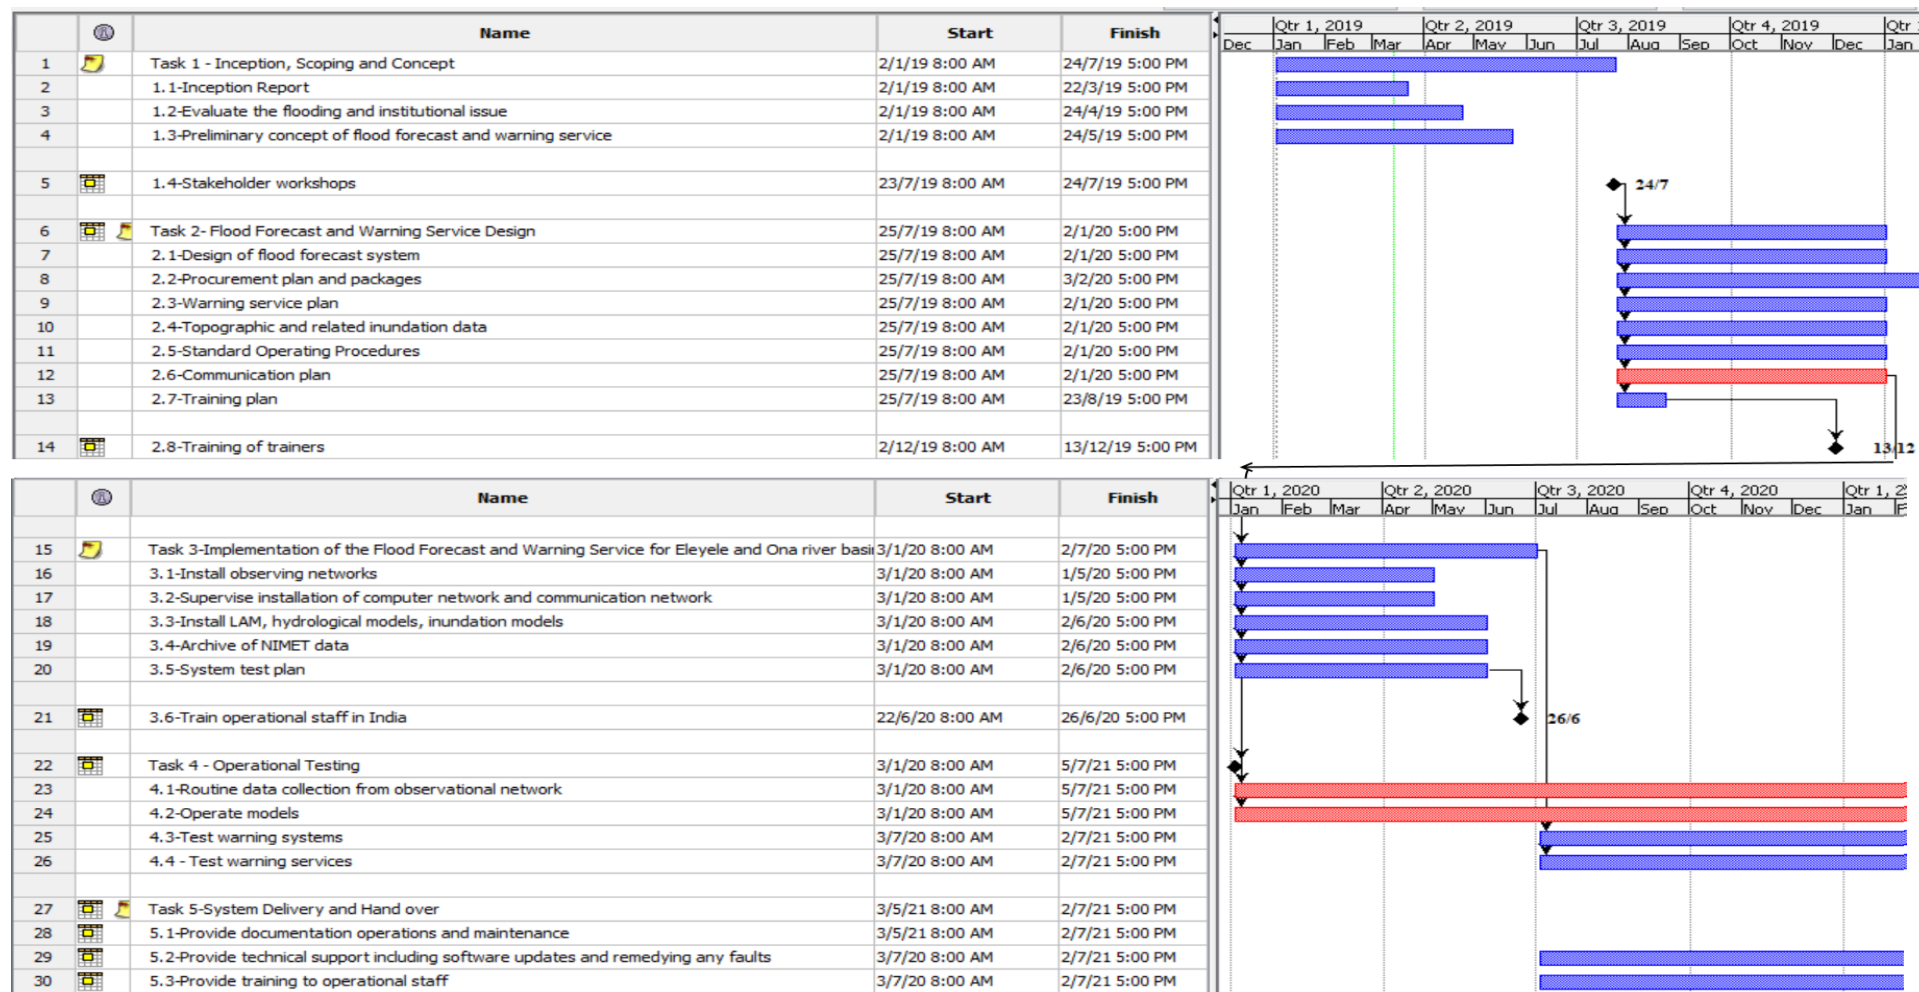 Name Start Finish
Qtr 1, 2019 Qtr 2, 2019 Qtr 3, 2019 Qtr 4, 2019 Qtr
Dec Jan Feb Mar Apr May Jun Jul Aug Sep Oct Nov Dec Jan
1 Task 1 - Inception, Scoping and Concept 2/1/19 8:00 AM 24/7/19 5:00 PM
2 1.1-Inception Report 2/1/19 8:00 AM 22/3/19 5:00 PM
3 1.2-Evaluate the flooding and institutional issue 2/1/19 8:00 AM 24/4/19 5:00 PM
4 1.3-Preliminary concept of flood forecast and warning service 2/1/19 8:00 AM 24/5/19 5:00 PM
5 1.4-Stakeholder workshops 23/7/19 8:00 AM 24/7/19 5:00 PM 24/7
6 Task 2- Flood Forecast and Warning Service Design 25/7/19 8:00 AM 2/1/20 5:00 PM
7 2.1-Design of flood forecast system 25/7/19 8:00 AM 2/1/20 5:00 PM
8 2.2-Procurement plan and packages 25/7/19 8:00 AM 3/2/20 5:00 PM
9 2.3-Warning service plan 25/7/19 8:00 AM 2/1/20 5:00 PM
10 2.4-Topographic and related inundation data 25/7/19 8:00 AM 2/1/20 5:00 PM
11 2.5-Standard Operating Procedures 25/7/19 8:00 AM 2/1/20 5:00 PM
12 2.6-Communication plan 25/7/19 8:00 AM 2/1/20 5:00 PM
13 2.7-Training plan 25/7/19 8:00 AM 23/8/19 5:00 PM
14 2.8-Training of trainers 2/12/19 8:00 AM 13/12/19 5:00 PM 13/12
Name Start Finish
Qtr 1, 2020 Qtr 2, 2020 Qtr 3, 2020 Qtr 4, 2020 Qtr 1, 2
Jan Feb Mar Apr May Jun Jul Aug Sep Oct Nov Dec Jan F
15 Task 3-Implementation of the Flood Forecast and Warning Service for Eleyele and Ona river basi 3/1/20 8:00 AM 2/7/20 5:00 PM
16 3.1-Install observing networks 3/1/20 8:00 AM 1/5/20 5:00 PM
17 3.2-Supervise installation of computer network and communication network 3/1/20 8:00 AM 1/5/20 5:00 PM
18 3.3-Install LAM, hydrological models, inundation models 3/1/20 8:00 AM 2/6/20 5:00 PM
19 3.4-Archive of NIMET data 3/1/20 8:00 AM 2/6/20 5:00 PM
20 3.5-System test plan 3/1/20 8:00 AM 2/6/20 5:00 PM
21 3.6-Train operational staff in India 22/6/20 8:00 AM 26/6/20 5:00 PM 26/6
22 Task 4 - Operational Testing 3/1/20 8:00 AM 5/7/21 5:00 PM
23 4.1-Routine data collection from observational network 3/1/20 8:00 AM 5/7/21 5:00 PM
24 4.2-Operate models 3/1/20 8:00 AM 5/7/21 5:00 PM
25 4.3-Test warning systems 3/7/20 8:00 AM 2/7/21 5:00 PM
26 4.4 - Test warning services 3/7/20 8:00 AM 2/7/21 5:00 PM
27 Task 5-System Delivery and Hand over 3/5/21 8:00 AM 2/7/21 5:00 PM
28 5.1-Provide documentation operations and maintenance 3/5/21 8:00 AM 2/7/21 5:00 PM
29 5.2-Provide technical support including software updates and remedying any faults 3/7/20 8:00 AM 2/7/21 5:00 PM
30 5.3-Provide training to operational staff 3/7/20 8:00 AM 2/7/21 5:00 PM